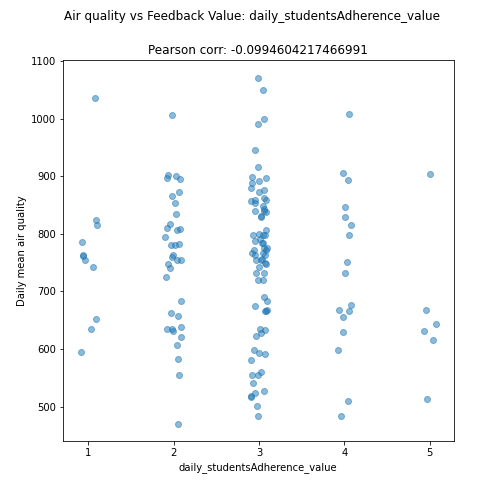 Air quality vs Feedback Value: daily_studentsAdherence_value
Pearson corr: -0.0994604217466991
1100
1000
900
800
700
600
500
Daily mean air quality
1 2 3 4 5
daily_studentsAdherence_value